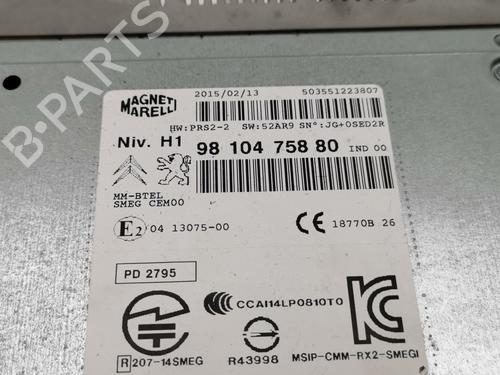 MAGNETI
MARELLI
2015/02/13
503551223807
HW:PRS2-2 SW:52AR9 SN°:JG+0SED2R
Niv. H1
98 104 758 80 IND 00
MM-BTEL
SMEG CEM00
E2 04 13075-00
CE 18770B 26
PD 2795
CCAI14LP0810T0
R 207-14SMEG
R43998
MSIP-CMM-RX2-SMEGI
B-PARTS